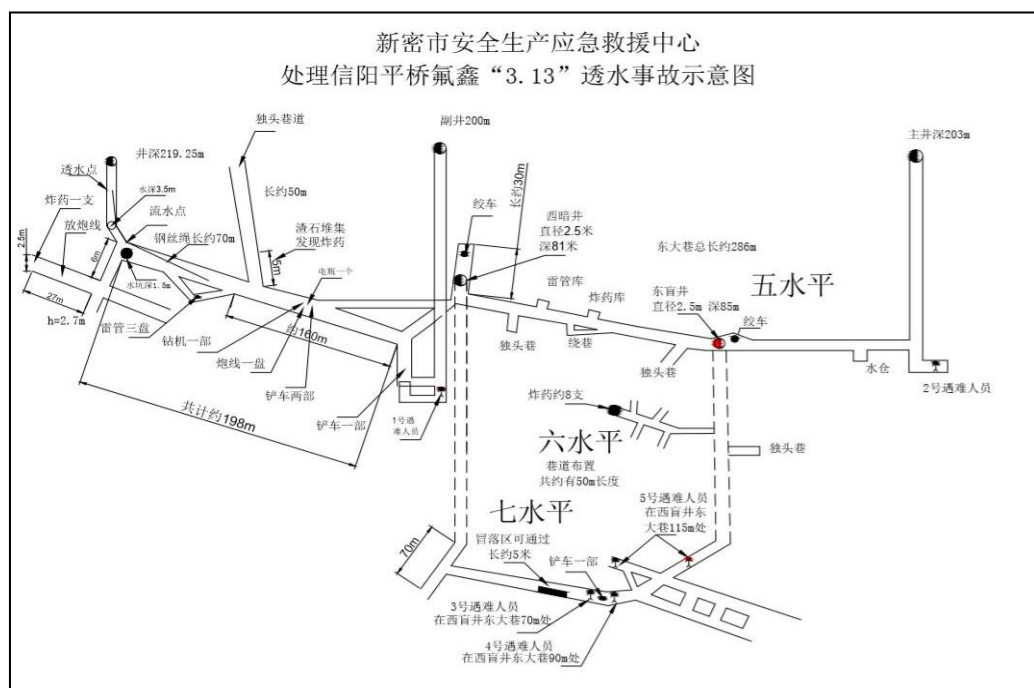 新密市安全生产应急救援中心
处理信阳平桥氟鑫“3.13”透水事故示意图
独头巷道
副井200m
主井深203m
井深219.25m
透水点
水深3.5m
炸药一支
放炮线
流水点
钢丝绳长约70m
长约50m
渣石堆集
发现炸药
5m
电瓶一个
2.5m
6m
水坑深1.5m
27m
h=2.7m
雷管三盘
钻机一部
炮线一盘
铲车两部
约160m
共计约198m
铲车一部
1号遇
难人员
绞车
长约30m
西暗井
直径2.5米
深81米
雷管库
炸药库
独头巷
绕巷
独头巷
东大巷总长约286m
五水平
东盲井
直径2.5m 深85m
绞车
水仓
2号遇难人员
炸药约8支
六水平
巷道布置
共约有50m长度
独头巷
七水平
70m
冒落区可通过
长约5米
铲车一部
5号遇难人员
在西盲井东
大巷115m处
3号遇难人员
在西盲井东大巷70m处
4号遇难人员
在西盲井东大巷90m处